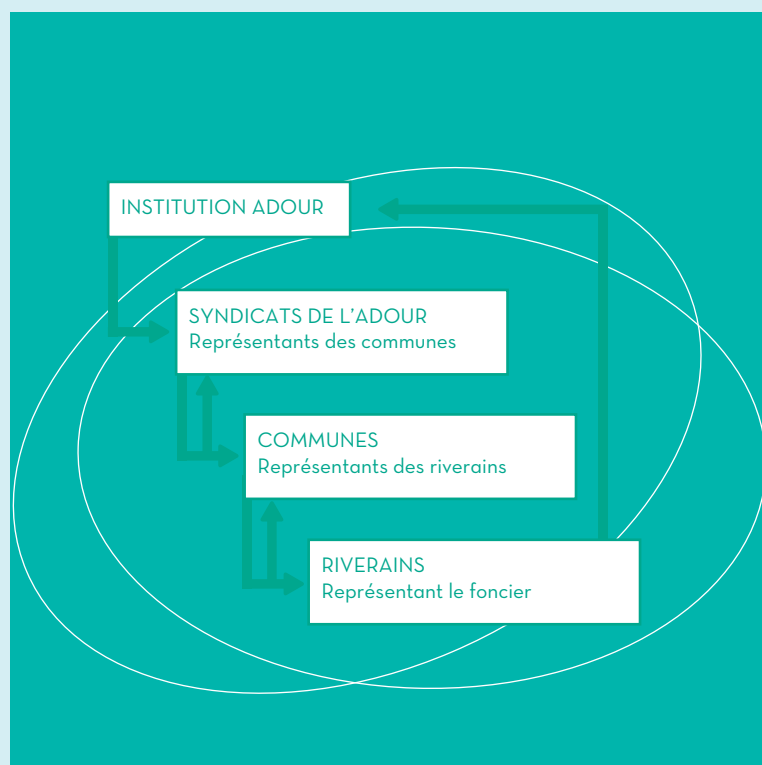 INSTITUTION ADOUR
SYNDICATS DE L'ADOUR
Représentants des communes
COMMUNES
Représentants des riverains
RIVERAINS
Représentant le foncier